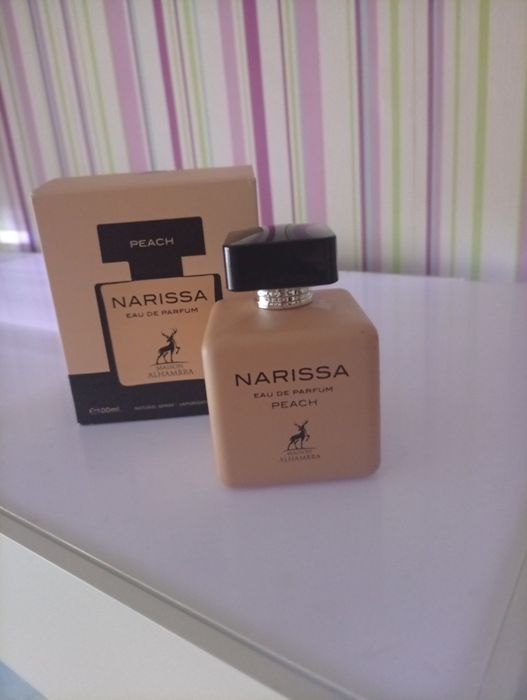 PEACH
NARISSA
EAU DE PARFUM
MAISON
ALHAMBRA
℮100ml.
NATURAL SPRAY - VAPORISATEUR
NARISSA
EAU DE PARFUM
PEACH
MAISON
ALHAMBRA